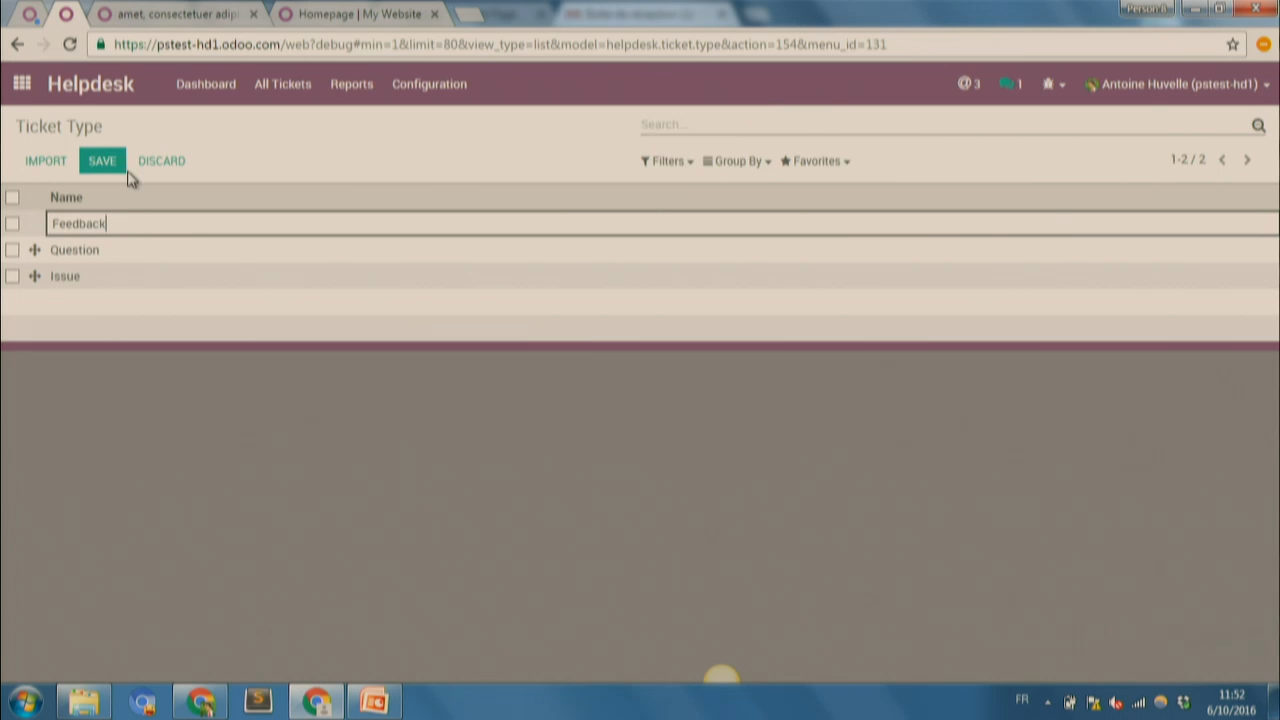 amet, consectetuer adipi
Homepage | My Website
Person 6
https://pstest-hd1.odoo.com/web?debug#min=1&limit=80&view_type=list&model=helpdesk.ticket.type&action=154&menu_id=131
Helpdesk Dashboard All Tickets Reports Configuration @3 1 Antoine Huvelle (pstest-hd1)
Ticket Type Search...
IMPORT SAVE DISCARD Filters Group By Favorites 1-2 / 2
Name
Feedback
Question
Issue
FR 11:52
6/10/2016